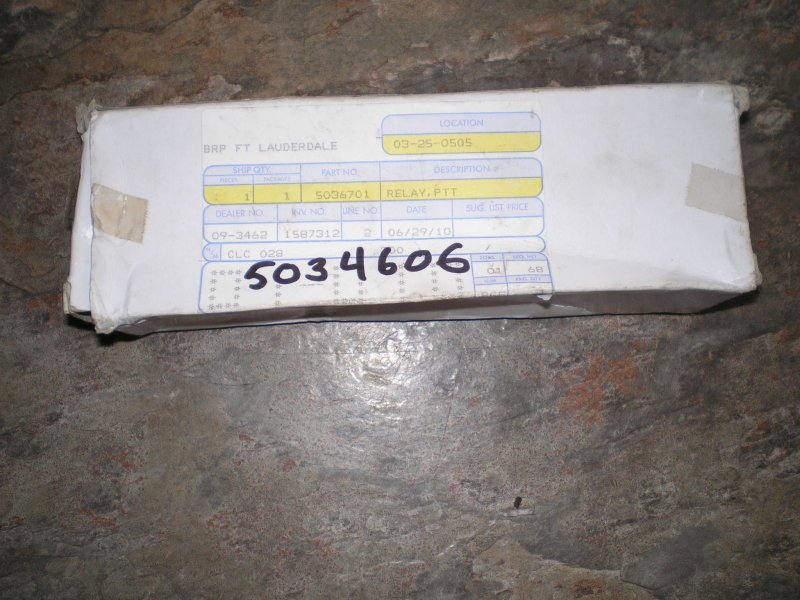 LOCATION
BRP FT LAUDERDALE 03-25-0505
SHIP QTY. PART NO. DESCRIPTION
PIECES PACKAGES
1 1 5036701 RELAY, PTT
DEALER NO. INV. NO. LINE NO. DATE SUG. LIST PRICE
09-3462 1587312 2 06/29/10
CLC 028 00 /
5034606
01 68